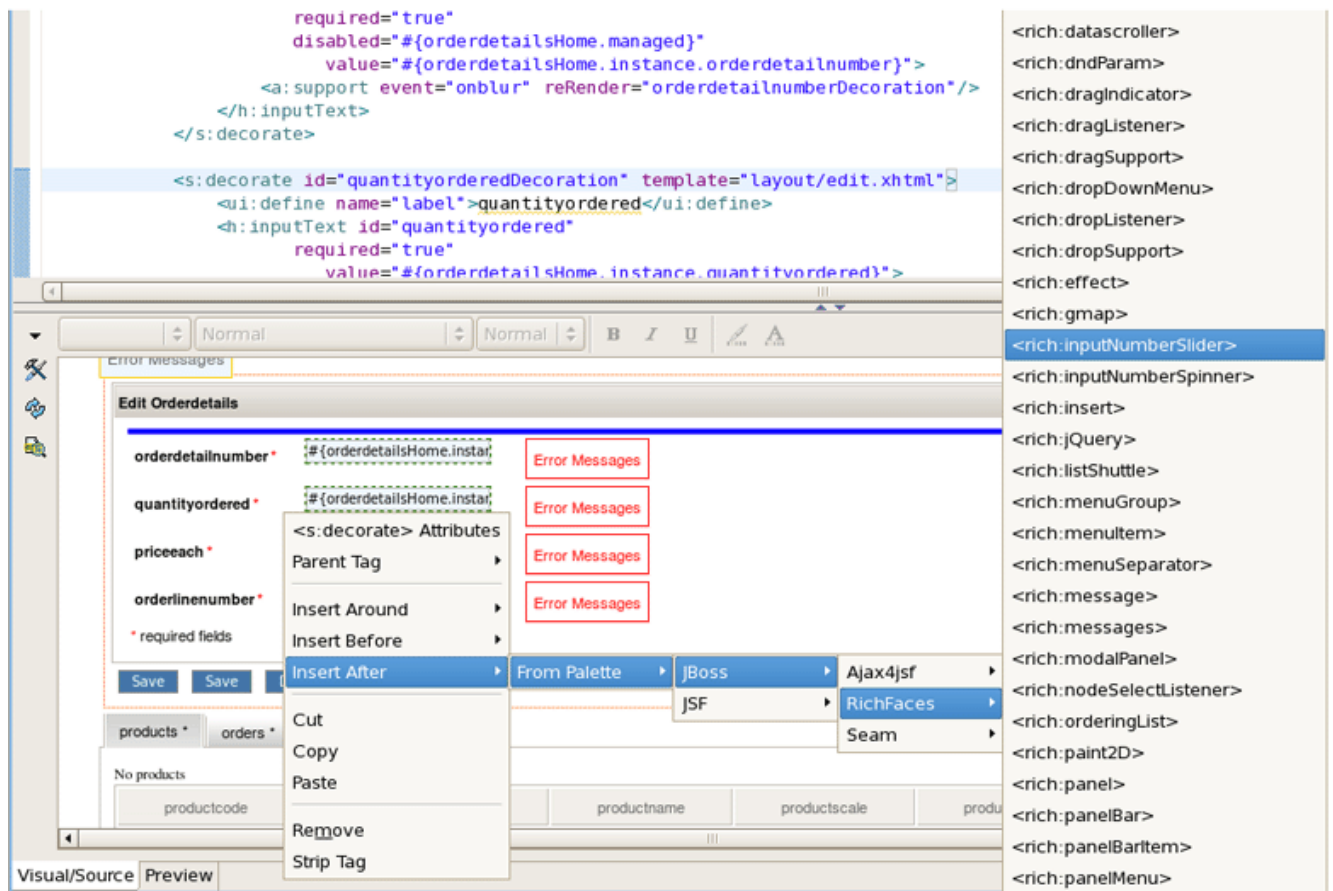 required="true"
disabled="#{orderdetailsHome.managed}"
value="#{orderdetailsHome.instance.orderdetailnumber}">
<a:support event="onblur" reRender="orderdetailnumberDecoration"/>
</h:inputText>
</s:decorate>
<s:decorate id="quantityorderedDecoration" template="layout/edit.xhtml">
<ui:define name="label">quantityordered</ui:define>
<h:inputText id="quantityordered"
required="true"
value="#{orderdetailsHome.instance.quantityordered}">
Normal Normal B I U A
Error Messages
Edit Orderdetails
orderdetailnumber* #{orderdetailsHome.instar Error Messages
quantityordered* #{orderdetailsHome.instar Error Messages
priceeach* Error Messages
orderlinenumber* Error Messages
* required fields
Save Save
products * orders *
No products
productcode productname productscale produ
Visual/Source Preview
<s:decorate> Attributes
Parent Tag
Insert Around
Insert Before
Insert After
Cut
Copy
Paste
Remove
Strip Tag
From Palette
JBoss
JSF
Ajax4jsf
RichFaces
Seam
<rich:datascroller>
<rich:dndParam>
<rich:dragIndicator>
<rich:dragListener>
<rich:dragSupport>
<rich:dropDownMenu>
<rich:dropListener>
<rich:dropSupport>
<rich:effect>
<rich:gmap>
<rich:inputNumberSlider>
<rich:inputNumberSpinner>
<rich:insert>
<rich:jQuery>
<rich:listShuttle>
<rich:menuGroup>
<rich:menuItem>
<rich:menuSeparator>
<rich:message>
<rich:messages>
<rich:modalPanel>
<rich:nodeSelectListener>
<rich:orderingList>
<rich:paint2D>
<rich:panel>
<rich:panelBar>
<rich:panelBarItem>
<rich:panelMenu>